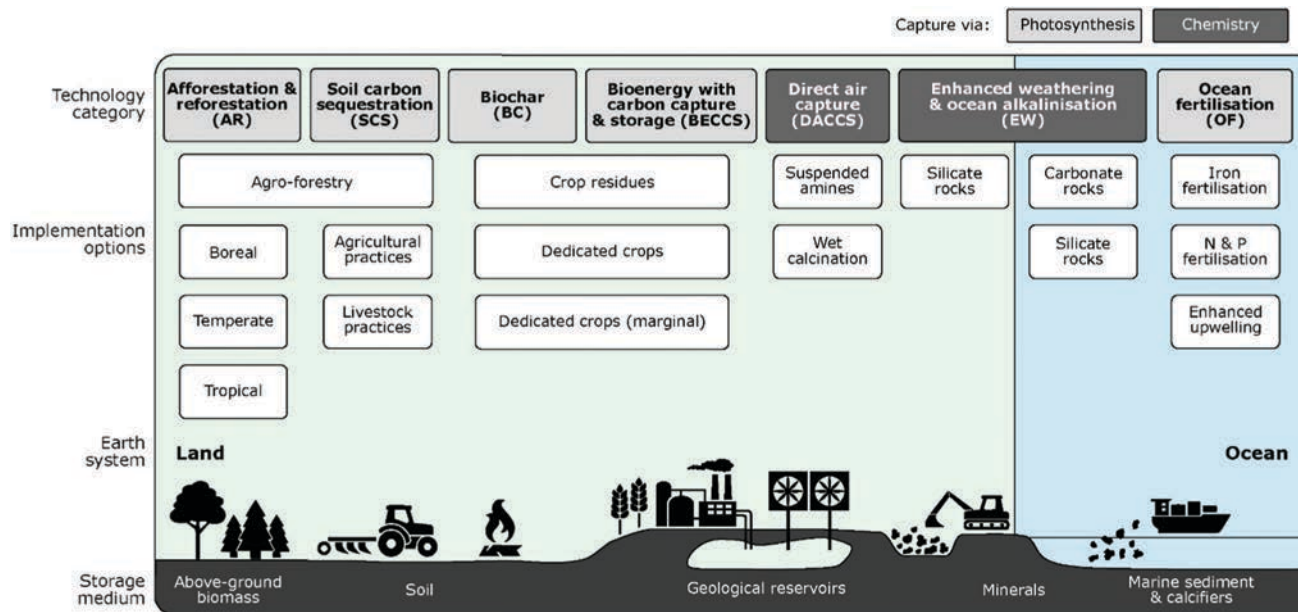 Capture via:
Photosynthesis
Chemistry
Technology
category
Afforestation &
reforestation
(AR)
Soil carbon
sequestration
(SCS)
Biochar
(BC)
Bioenergy with
carbon capture
& storage (BECCS)
Direct air
capture
(DACCS)
Enhanced weathering
& ocean alkalinisation
(EW)
Ocean
fertilisation
(OF)
Implementation
options
Agro-forestry
Crop residues
Suspended
amines
Silicate
rocks
Carbonate
rocks
Iron
fertilisation
Boreal
Agricultural
practices
Dedicated crops
Wet
calcination
Silicate
rocks
N & P
fertilisation
Temperate
Livestock
practices
Dedicated crops (marginal)
Enhanced
upwelling
Tropical
Earth
system
Land
Ocean
Storage
medium
Above-ground
biomass
Soil
Geological reservoirs
Minerals
Marine sediment
& calcifiers